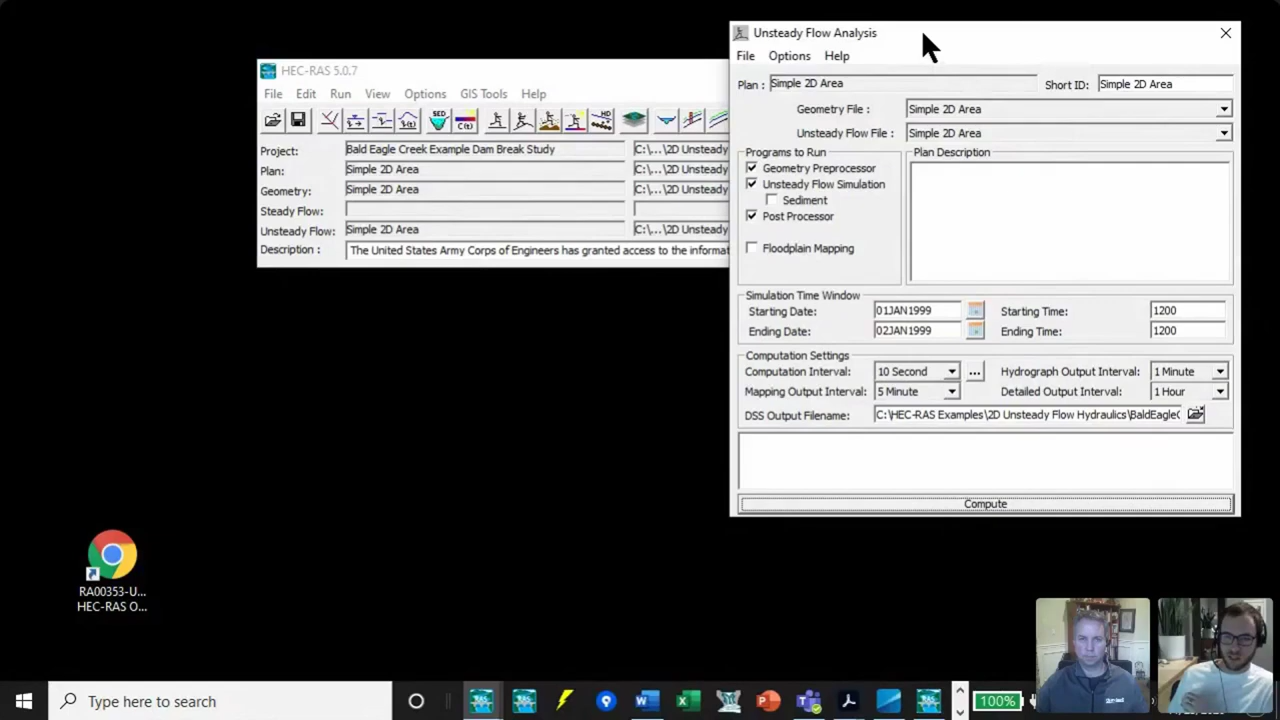 HEC-RAS 5.0.7
File Edit Run View Options GIS Tools Help
SED
C(t)
HD
Project: Bald Eagle Creek Example Dam Break Study C:\...\2D Unsteady
Plan: Simple 2D Area C:\...\2D Unsteady
Geometry: Simple 2D Area C:\...\2D Unsteady
Steady Flow:
Unsteady Flow: Simple 2D Area C:\...\2D Unsteady
Description : The United States Army Corps of Engineers has granted access to the informat
Unsteady Flow Analysis
File Options Help
Plan : Simple 2D Area Short ID: Simple 2D Area
Geometry File : Simple 2D Area
Unsteady Flow File : Simple 2D Area
Programs to Run
Geometry Preprocessor
Unsteady Flow Simulation
Sediment
Post Processor
Floodplain Mapping
Plan Description
Simulation Time Window
Starting Date: 01JAN1999 Starting Time: 1200
Ending Date: 02JAN1999 Ending Time: 1200
Computation Settings
Computation Interval: 10 Second ... Hydrograph Output Interval: 1 Minute
Mapping Output Interval: 5 Minute Detailed Output Interval: 1 Hour
DSS Output Filename: C:\HEC-RAS Examples\2D Unsteady Flow Hydraulics\BaldEagle
Compute
RA00353-U...
HEC-RAS O...
Type here to search
100%